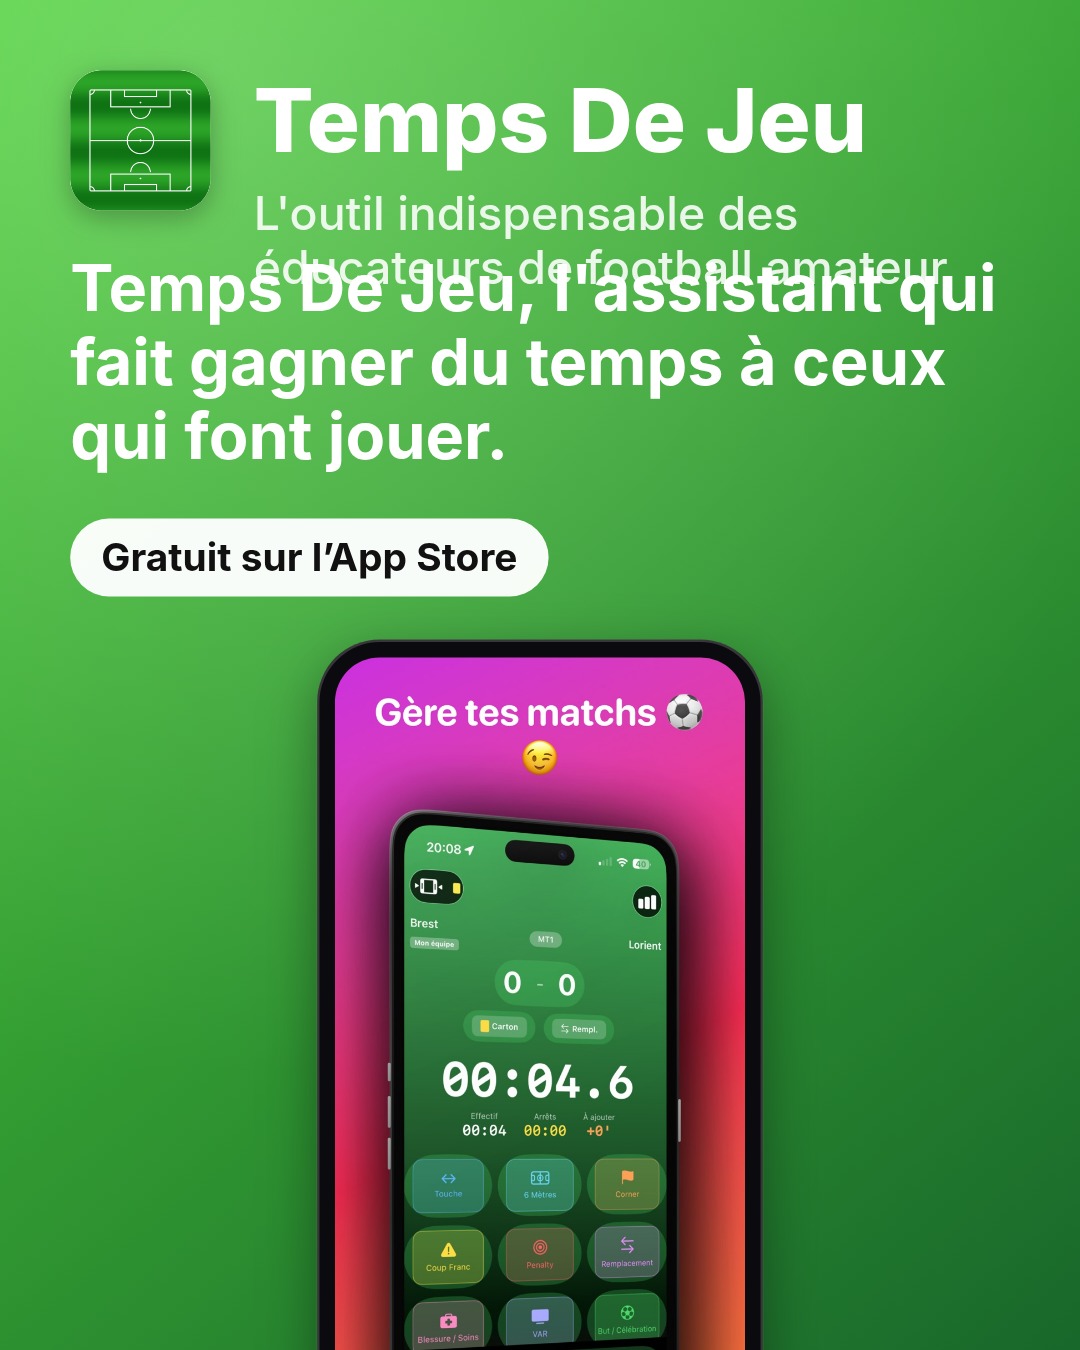 Temps De Jeu
L'outil indispensable des
éducateurs de football amateur
Temps De Jeu, l'assistant qui
fait gagner du temps à ceux
qui font jouer.
Gratuit sur l’App Store
Gère tes matchs ⚽
😉
20:08
40
Brest
Mon équipe
MT1
Lorient
0 - 0
Carton
Rempl.
00:04.6
Effectif
Arrêts
À ajouter
00:04
00:00
+0'
Touche
6 Mètres
Corner
Coup Franc
Penalty
Remplacement
Blessure / Soins
VAR
But / Célébration